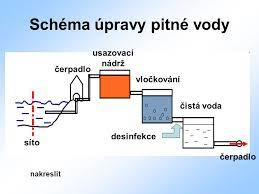 Schéma úpravy pitné vody
usazovací
nádrž
čerpadlo
vločkování
čistá voda
desinfekce
síto
čerpadlo
nakreslit